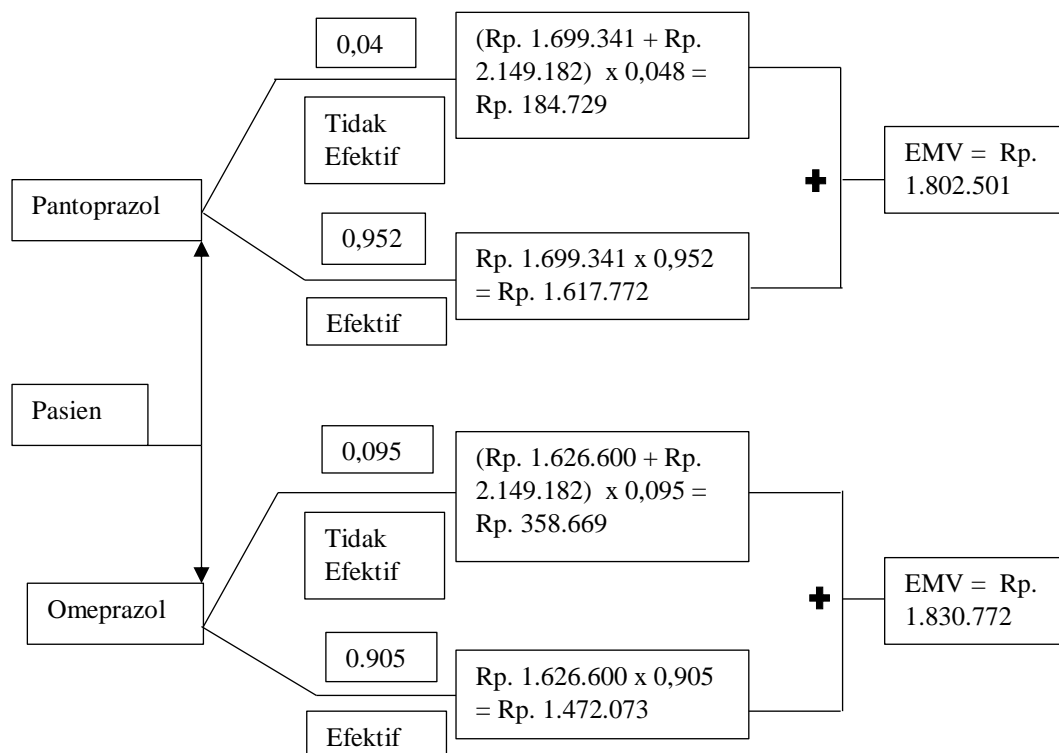 0,04
(Rp. 1.699.341 + Rp.
2.149.182) x 0,048 =
Rp. 184.729
Tidak
Efektif
EMV = Rp.
1.802.501
Pantoprazol
0,952
Rp. 1.699.341 x 0,952
= Rp. 1.617.772
Efektif
Pasien
0,095
(Rp. 1.626.600 + Rp.
2.149.182) x 0,095 =
Rp. 358.669
Tidak
Efektif
EMV = Rp.
1.830.772
Omeprazol
0.905
Rp. 1.626.600 x 0,905
= Rp. 1.472.073
Efektif